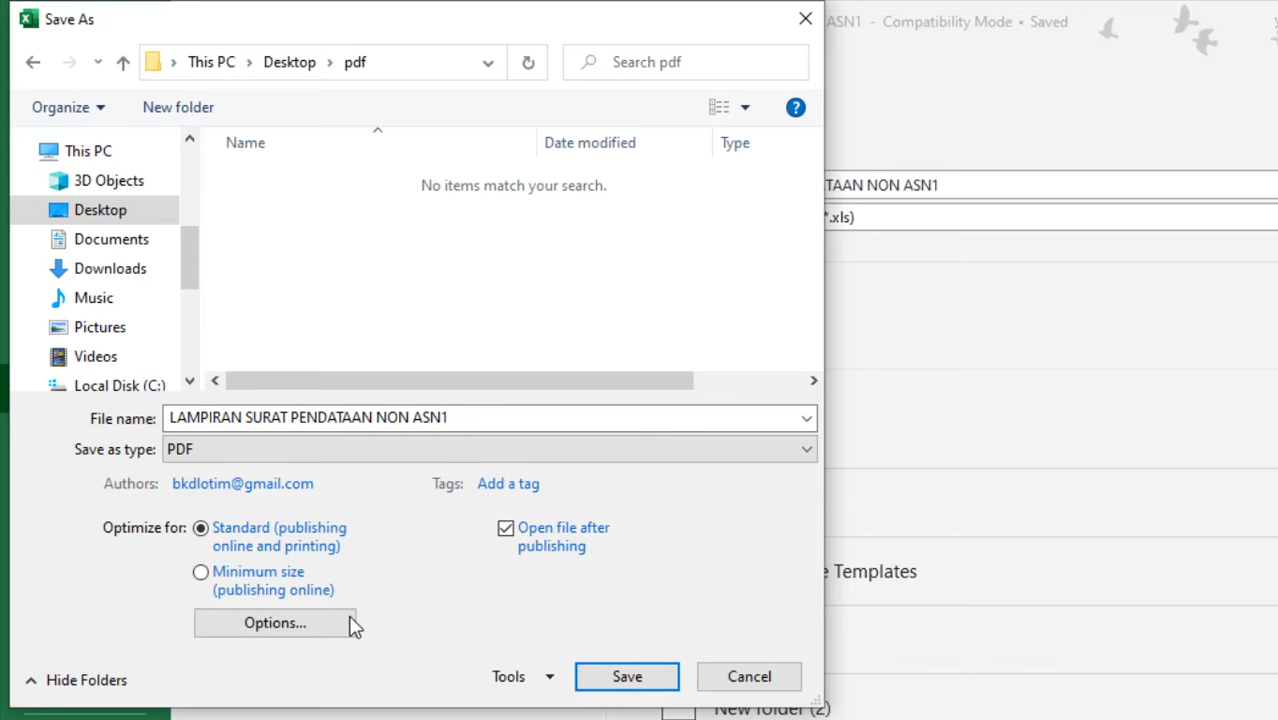 Save As
ASN1 - Compatibility Mode • Saved
This PC > Desktop > pdf
Search pdf
Organize
New folder
This PC
3D Objects
Desktop
Documents
Downloads
Music
Pictures
Videos
Local Disk (C:)
Name
Date modified
Type
No items match your search.
TAAN NON ASN1
*.xls)
File name: LAMPIRAN SURAT PENDATAAN NON ASN1
Save as type: PDF
Authors: bkdlotim@gmail.com
Tags: Add a tag
Optimize for: Standard (publishing
online and printing)
Minimum size
(publishing online)
Open file after
publishing
Options...
e Templates
Hide Folders
Tools
Save
Cancel
New folder (2)